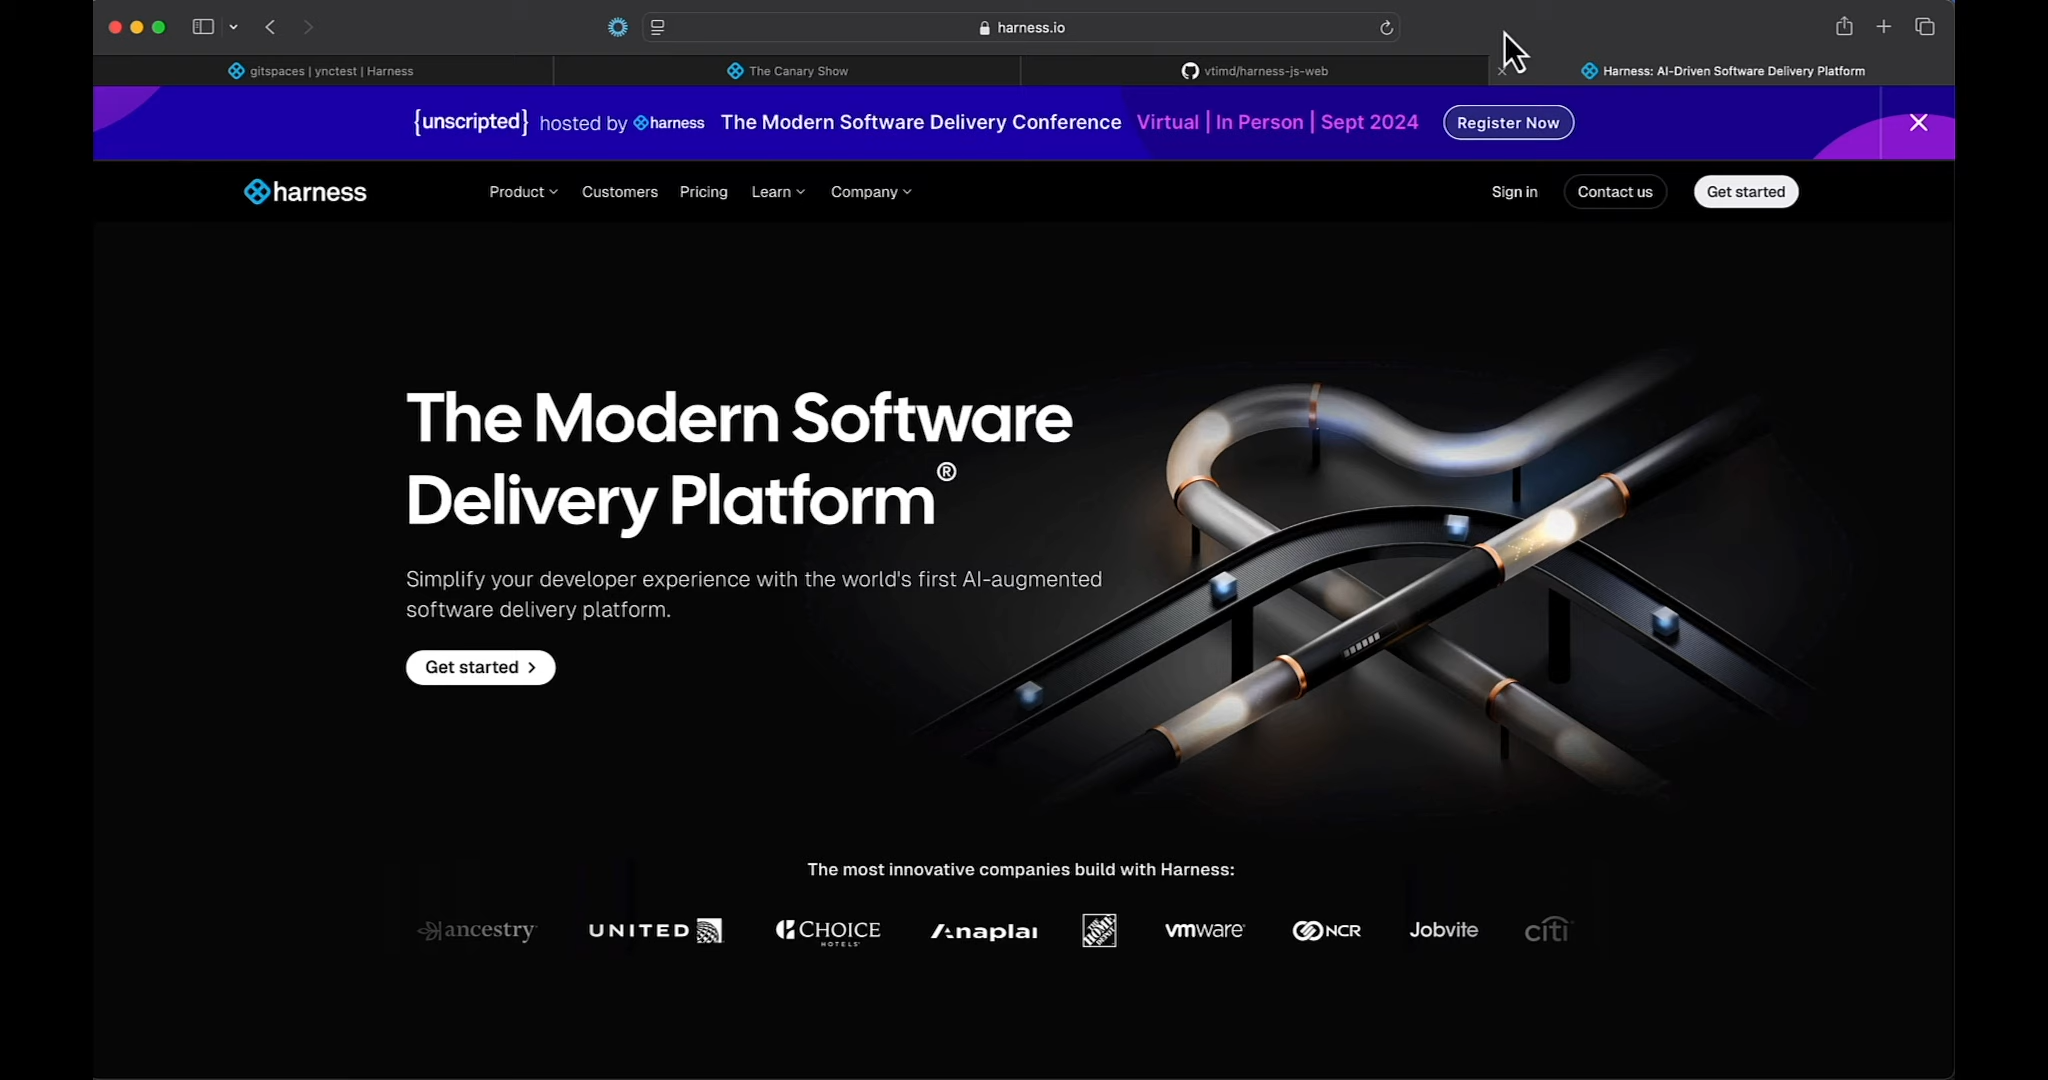 harness.io
gitspaces | ynctest | Harness
The Canary Show
vtimd/harness-js-web
Harness: AI-Driven Software Delivery Platform
{unscripted} hosted by harness The Modern Software Delivery Conference Virtual | In Person | Sept 2024 Register Now
harness
Product
Customers
Pricing
Learn
Company
Sign in
Contact us
Get started
The Modern Software
Delivery Platform®
Simplify your developer experience with the world's first AI-augmented
software delivery platform.
Get started
The most innovative companies build with Harness:
ancestry
UNITED
CHOICE
HOTELS
Anaplan
THE HOME DEPOT
vmware
NCR
Jobvite
citi